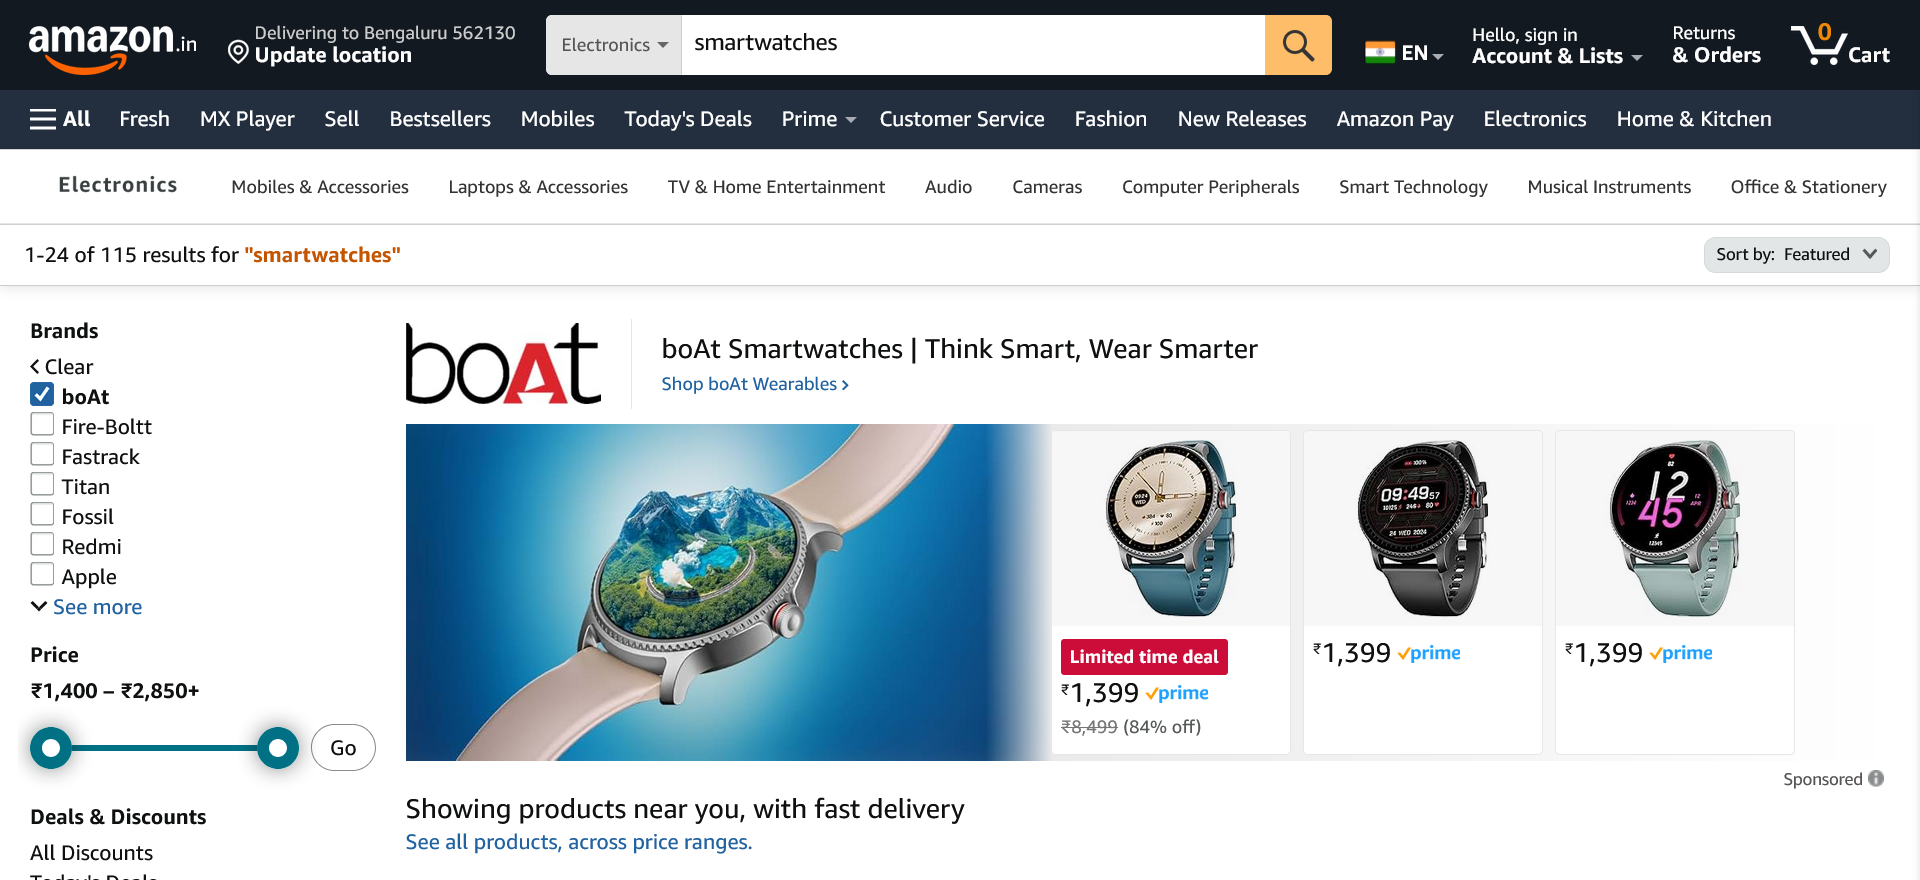 amazon.in
Delivering to Bengaluru 562130
Update location
Electronics
smartwatches
EN
Hello, sign in
Account & Lists
Returns
& Orders
0
Cart
All
Fresh
MX Player
Sell
Bestsellers
Mobiles
Today's Deals
Prime
Customer Service
Fashion
New Releases
Amazon Pay
Electronics
Home & Kitchen
Electronics
Mobiles & Accessories
Laptops & Accessories
TV & Home Entertainment
Audio
Cameras
Computer Peripherals
Smart Technology
Musical Instruments
Office & Stationery
1-24 of 115 results for "smartwatches"
Sort by: Featured
Brands
Clear
boAt
Fire-Boltt
Fastrack
Titan
Fossil
Redmi
Apple
See more
Price
₹1,400 – ₹2,850+
Go
Deals & Discounts
All Discounts
Today's Deals
boAt
boAt Smartwatches | Think Smart, Wear Smarter
Shop boAt Wearables
Limited time deal
₹1,399 prime
₹8,499 (84% off)
09:49 57
24 WED 2024
₹1,399 prime
12
45
₹1,399 prime
Sponsored
Showing products near you, with fast delivery
See all products, across price ranges.